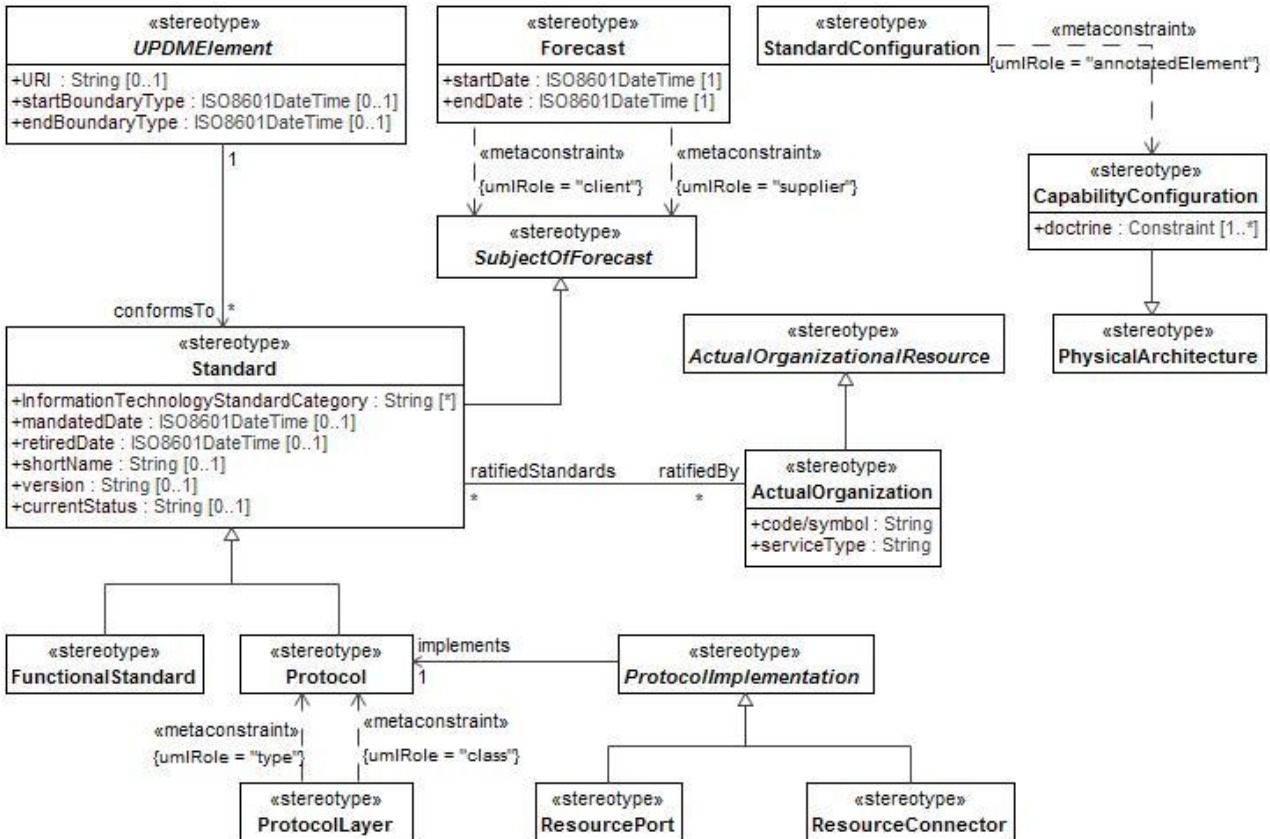 «stereotype»
UPDMElement
+URI : String [0..1]
+startBoundaryType : ISO8601DateTime [0..1]
+endBoundaryType : ISO8601DateTime [0..1]
«stereotype»
Forecast
+startDate : ISO8601DateTime [1]
+endDate : ISO8601DateTime [1]
«stereotype»
StandardConfiguration
«metaconstraint»
{umlRole = "annotatedElement"}
1
«metaconstraint»
{umlRole = "client"}
«metaconstraint»
{umlRole = "supplier"}
«stereotype»
CapabilityConfiguration
+doctrine : Constraint [1..*]
«stereotype»
SubjectOfForecast
conformsTo
*
«stereotype»
Standard
+InformationTechnologyStandardCategory : String [*]
+mandatedDate : ISO8601DateTime [0..1]
+retiredDate : ISO8601DateTime [0..1]
+shortName : String [0..1]
+version : String [0..1]
+currentStatus : String [0..1]
«stereotype»
ActualOrganizationalResource
«stereotype»
PhysicalArchitecture
ratifiedStandards
*
ratifiedBy
*
«stereotype»
ActualOrganization
+code/symbol : String
+serviceType : String
«stereotype»
FunctionalStandard
«stereotype»
Protocol
implements
1
«stereotype»
ProtocolImplementation
«metaconstraint»
{umlRole = "type"}
«metaconstraint»
{umlRole = "class"}
«stereotype»
ProtocolLayer
«stereotype»
ResourcePort
«stereotype»
ResourceConnector